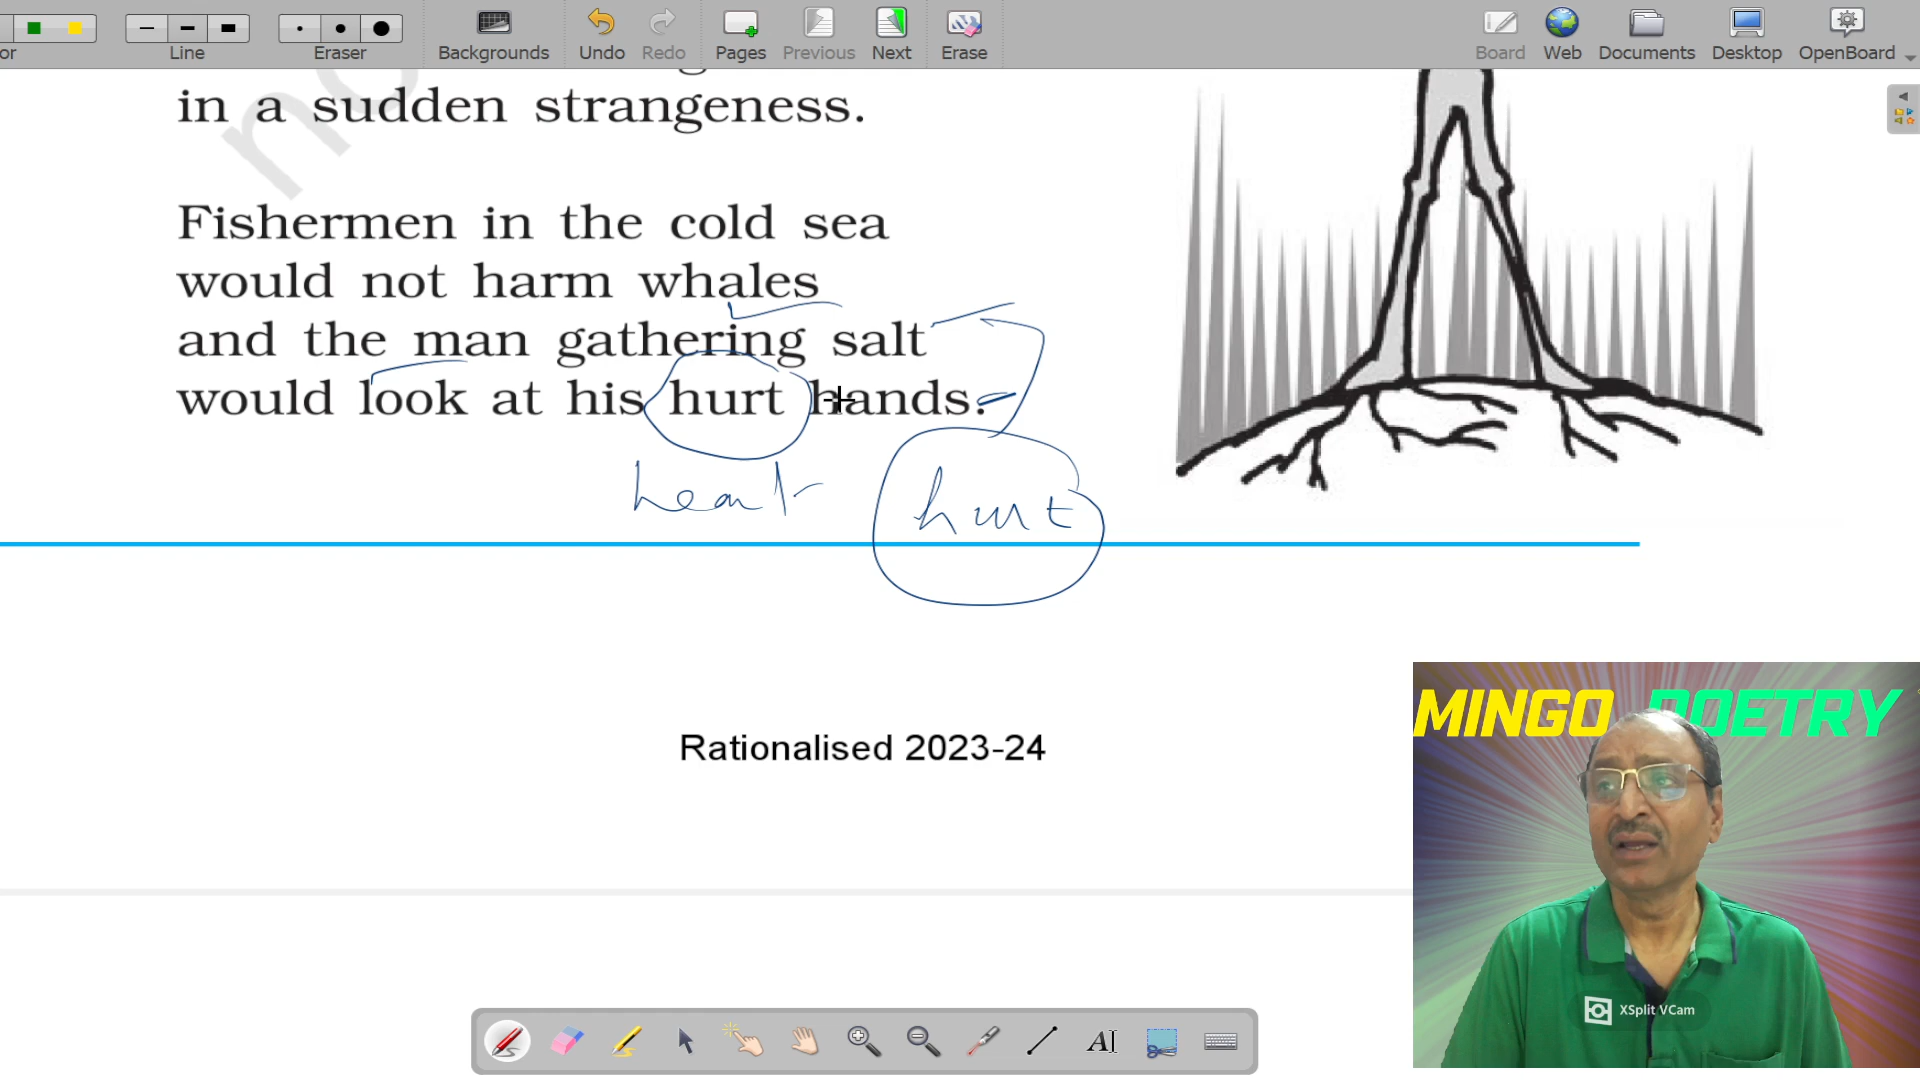 or Line Eraser Backgrounds Undo Redo Pages Previous Next Erase Board Web Documents Desktop OpenBoard
in a sudden strangeness.
Fishermen in the cold sea
would not harm whales
and the man gathering salt
would look at his hurt hands.
heart hurt
Rationalised 2023-24
MINGO POETRY
XSplit VCam